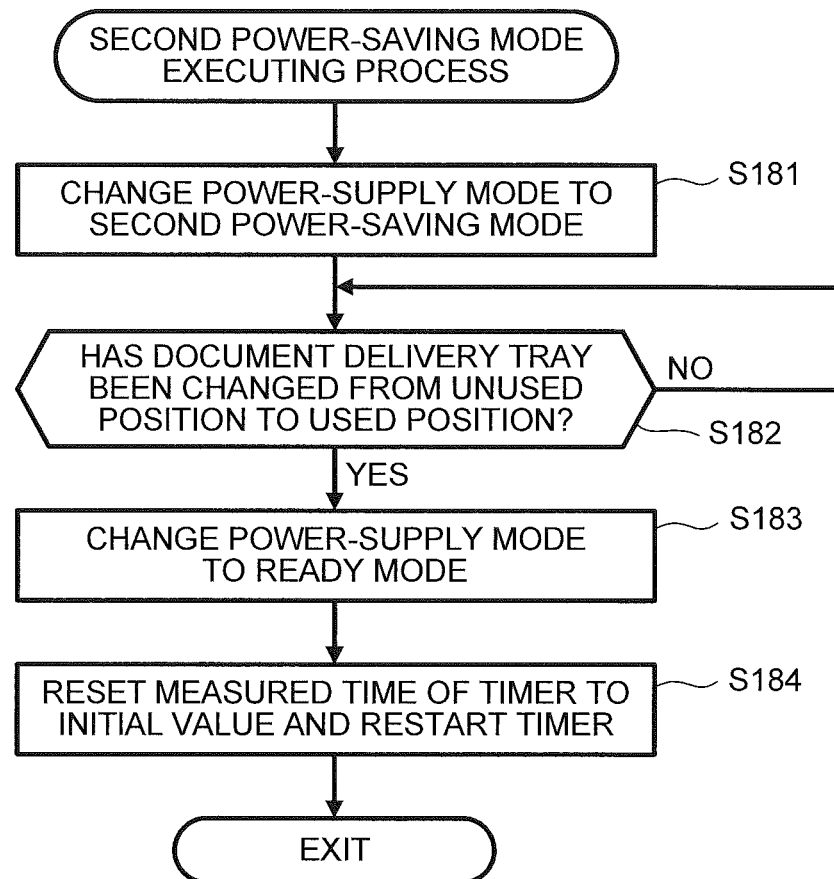 SECOND POWER-SAVING MODE
EXECUTING PROCESS
S181
CHANGE POWER-SUPPLY MODE TO
SECOND POWER-SAVING MODE
HAS DOCUMENT DELIVERY TRAY
BEEN CHANGED FROM UNUSED
POSITION TO USED POSITION?
NO
S182
YES
S183
CHANGE POWER-SUPPLY MODE
TO READY MODE
S184
RESET MEASURED TIME OF TIMER TO
INITIAL VALUE AND RESTART TIMER
EXIT